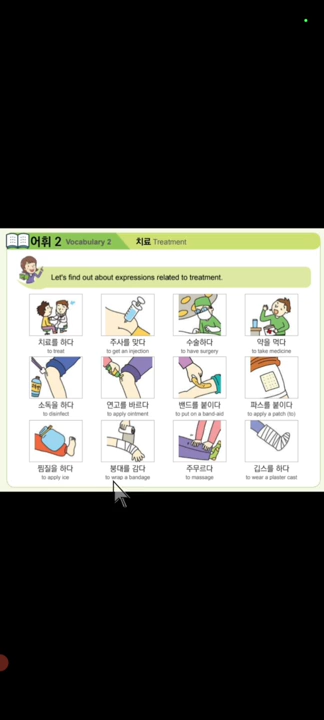 어휘 2 Vocabulary 2 치료 Treatment
Let's find out about expressions related to treatment.
치료를 하다 주사를 맞다 수술하다 약을 먹다
to treat to get an injection to have surgery to take medicine
소독을 하다 연고를 바르다 밴드를 붙이다 파스를 붙이다
to disinfect to apply ointment to put on a band-aid to apply a patch (to)
찜질을 하다 붕대를 감다 주무르다 깁스를 하다
to apply ice to wrap a bandage to massage to wear a plaster cast